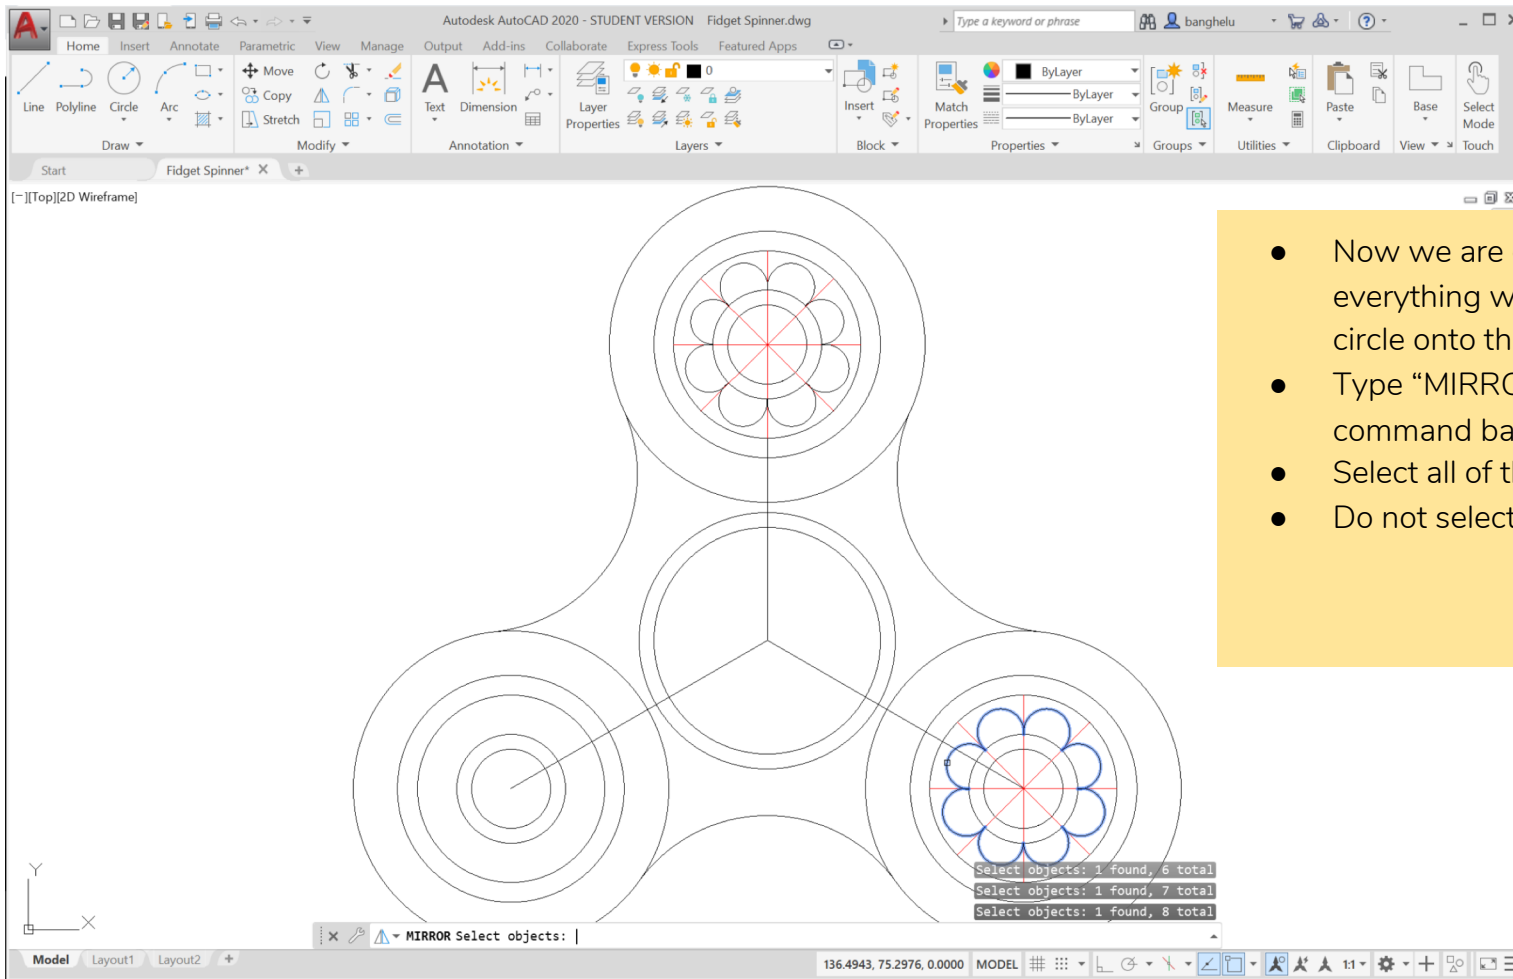 Autodesk AutoCAD 2020 - STUDENT VERSION Fidget Spinner.dwg
Type a keyword or phrase
banghelu
Home Insert Annotate Parametric View Manage Output Add-ins Collaborate Express Tools Featured Apps
Line Polyline Circle Arc
Move
Copy
Stretch
Text Dimension
Layer Properties
0
Insert
Match Properties
ByLayer
ByLayer
ByLayer
Group
Measure
Paste
Base
Select Mode
Draw Modify Annotation Layers Block Properties Groups Utilities Clipboard View Touch
Start Fidget Spinner* +
[−][Top][2D Wireframe]
● Now we are
everything w
circle onto th
● Type “MIRRO
command ba
● Select all of t
● Do not select
Y
X
Select objects: 1 found, 6 total
Select objects: 1 found, 7 total
Select objects: 1 found, 8 total
MIRROR Select objects:
Model Layout1 Layout2 +
136.4943, 75.2976, 0.0000 MODEL 1:1